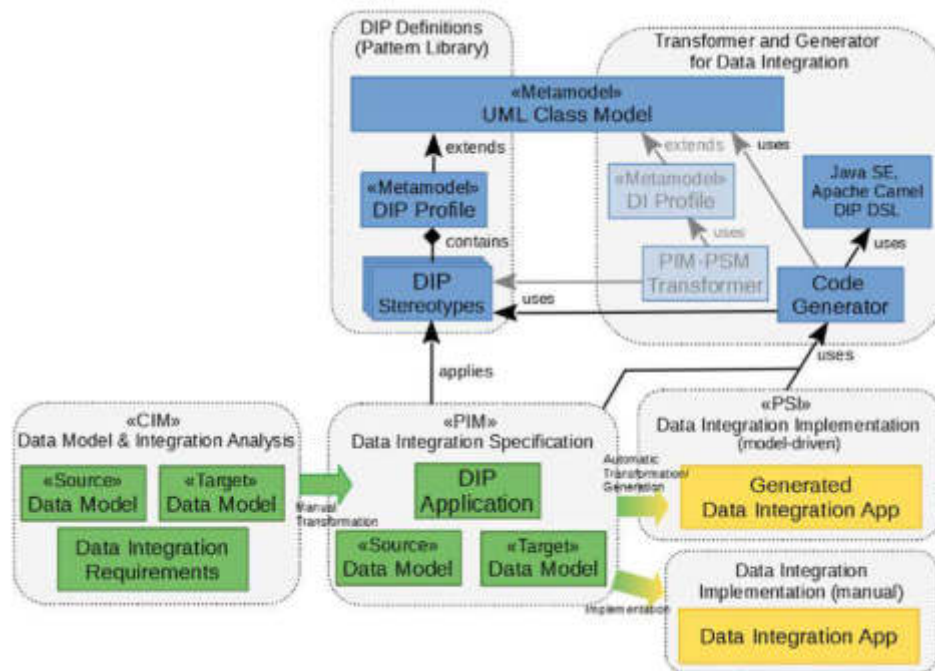 DIP Definitions
(Pattern Library)
Transformer and Generator
for Data Integration
«Metamodel»
UML Class Model
extends
extends
uses
«Metamodel»
DIP Profile
«Metamodel»
DI Profile
Java SE,
Apache Camel
DIP DSL
contains
uses
uses
DIP
Stereotypes
PIM-PSM
Transformer
Code
Generator
uses
applies
uses
«CIM»
Data Model & Integration Analysis
«Source»
Data Model
«Target»
Data Model
Data Integration
Requirements
Manual
Transformation
«PIM»
Data Integration Specification
DIP
Application
«Source»
Data Model
«Target»
Data Model
Automatic
Transformation/
Generation
Implementation
«PSI»
Data Integration Implementation
(model-driven)
Generated
Data Integration App
Data Integration
Implementation (manual)
Data Integration App